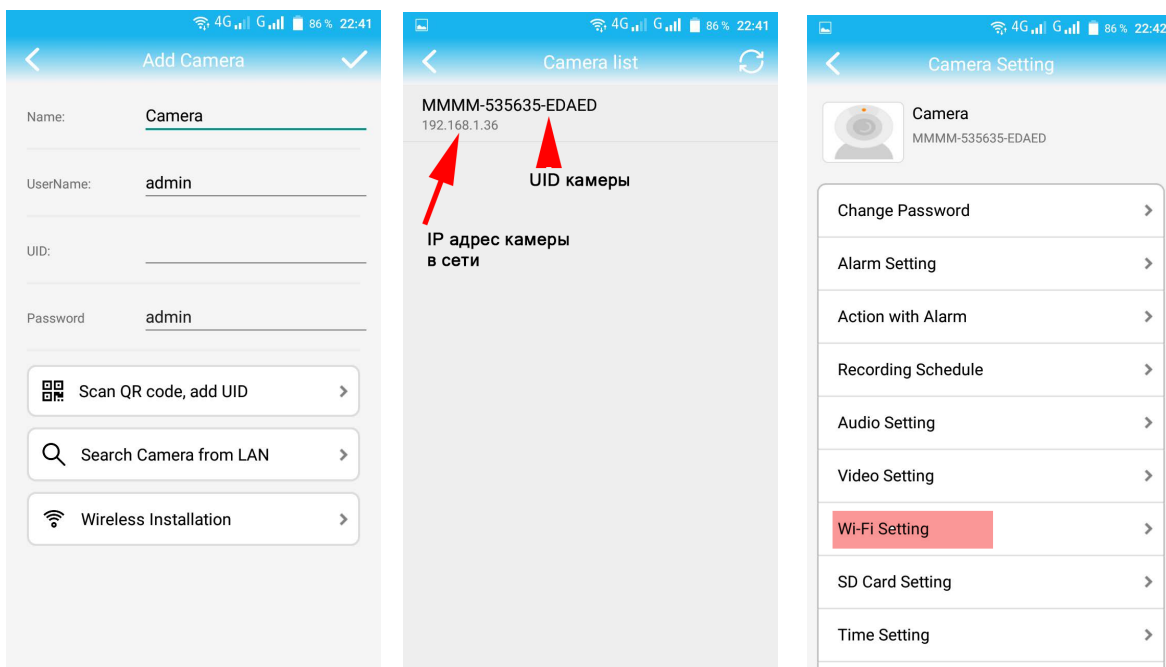 4G G 86 % 22:41
Add Camera
Name: Camera
UserName: admin
UID:
Password admin
Scan QR code, add UID
Search Camera from LAN
Wireless Installation
4G G 86 % 22:41
Camera list
MMMM-535635-EDAED
192.168.1.36
UID камеры
IP адрес камеры
в сети
4G G 86 % 22:42
Camera Setting
Camera
MMMM-535635-EDAED
Change Password
Alarm Setting
Action with Alarm
Recording Schedule
Audio Setting
Video Setting
Wi-Fi Setting
SD Card Setting
Time Setting